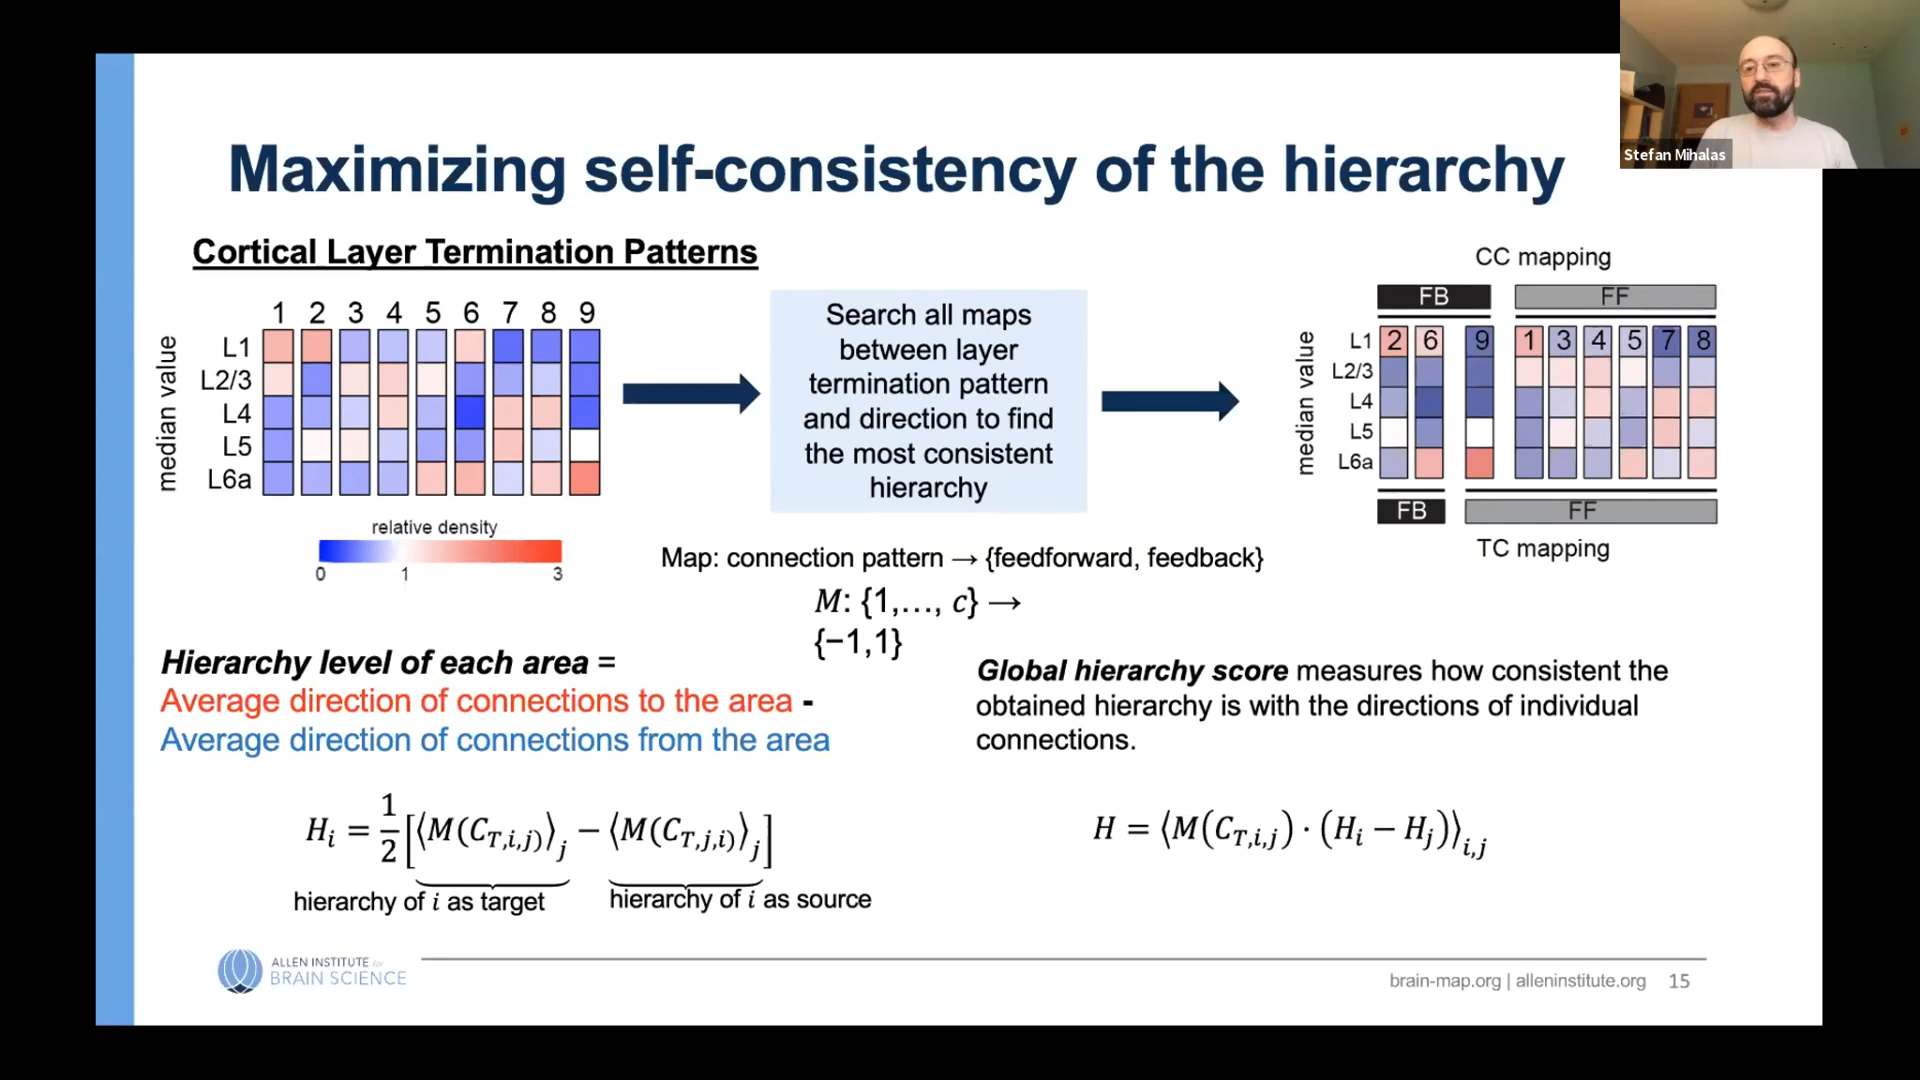 Stefan Mihalas
Maximizing self-consistency of the hierarchy
Cortical Layer Termination Patterns
1 2 3 4 5 6 7 8 9
median value
L1
L2/3
L4
L5
L6a
relative density
0 1 3
Search all maps
between layer
termination pattern
and direction to find
the most consistent
hierarchy
CC mapping
FB FF
median value
L1 2 6 9 1 3 4 5 7 8
L2/3
L4
L5
L6a
FB FF
TC mapping
Map: connection pattern → {feedforward, feedback}
M: {1,..., c} →
{−1,1}
Hierarchy level of each area =
Average direction of connections to the area -
Average direction of connections from the area
H_i = 1/2 [⟨M(C_{T,i,j})⟩_j − ⟨M(C_{T,j,i})⟩_j]
hierarchy of i as target hierarchy of i as source
Global hierarchy score measures how consistent the
obtained hierarchy is with the directions of individual
connections.
H = ⟨M(C_{T,i,j}) · (H_i − H_j)⟩_{i,j}
ALLEN INSTITUTE for
BRAIN SCIENCE
brain-map.org | alleninstitute.org 15